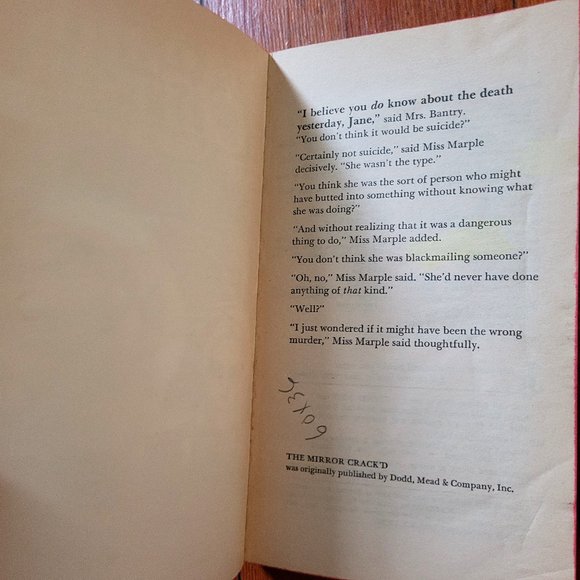 "I believe you do know about the death
yesterday, Jane," said Mrs. Bantry.
"You don't think it would be suicide?"
"Certainly not suicide," said Miss Marple
decisively. "She wasn't the type."
"You think she was the sort of person who might
have butted into something without knowing what
she was doing?"
"And without realizing that it was a dangerous
thing to do," Miss Marple added.
"You don't think she was blackmailing someone?"
"Oh, no," Miss Marple said. "She'd never have done
anything of that kind."
"Well?"
"I just wondered if it might have been the wrong
murder," Miss Marple said thoughtfully.
THE MIRROR CRACK'D
was originally published by Dodd, Mead & Company, Inc.